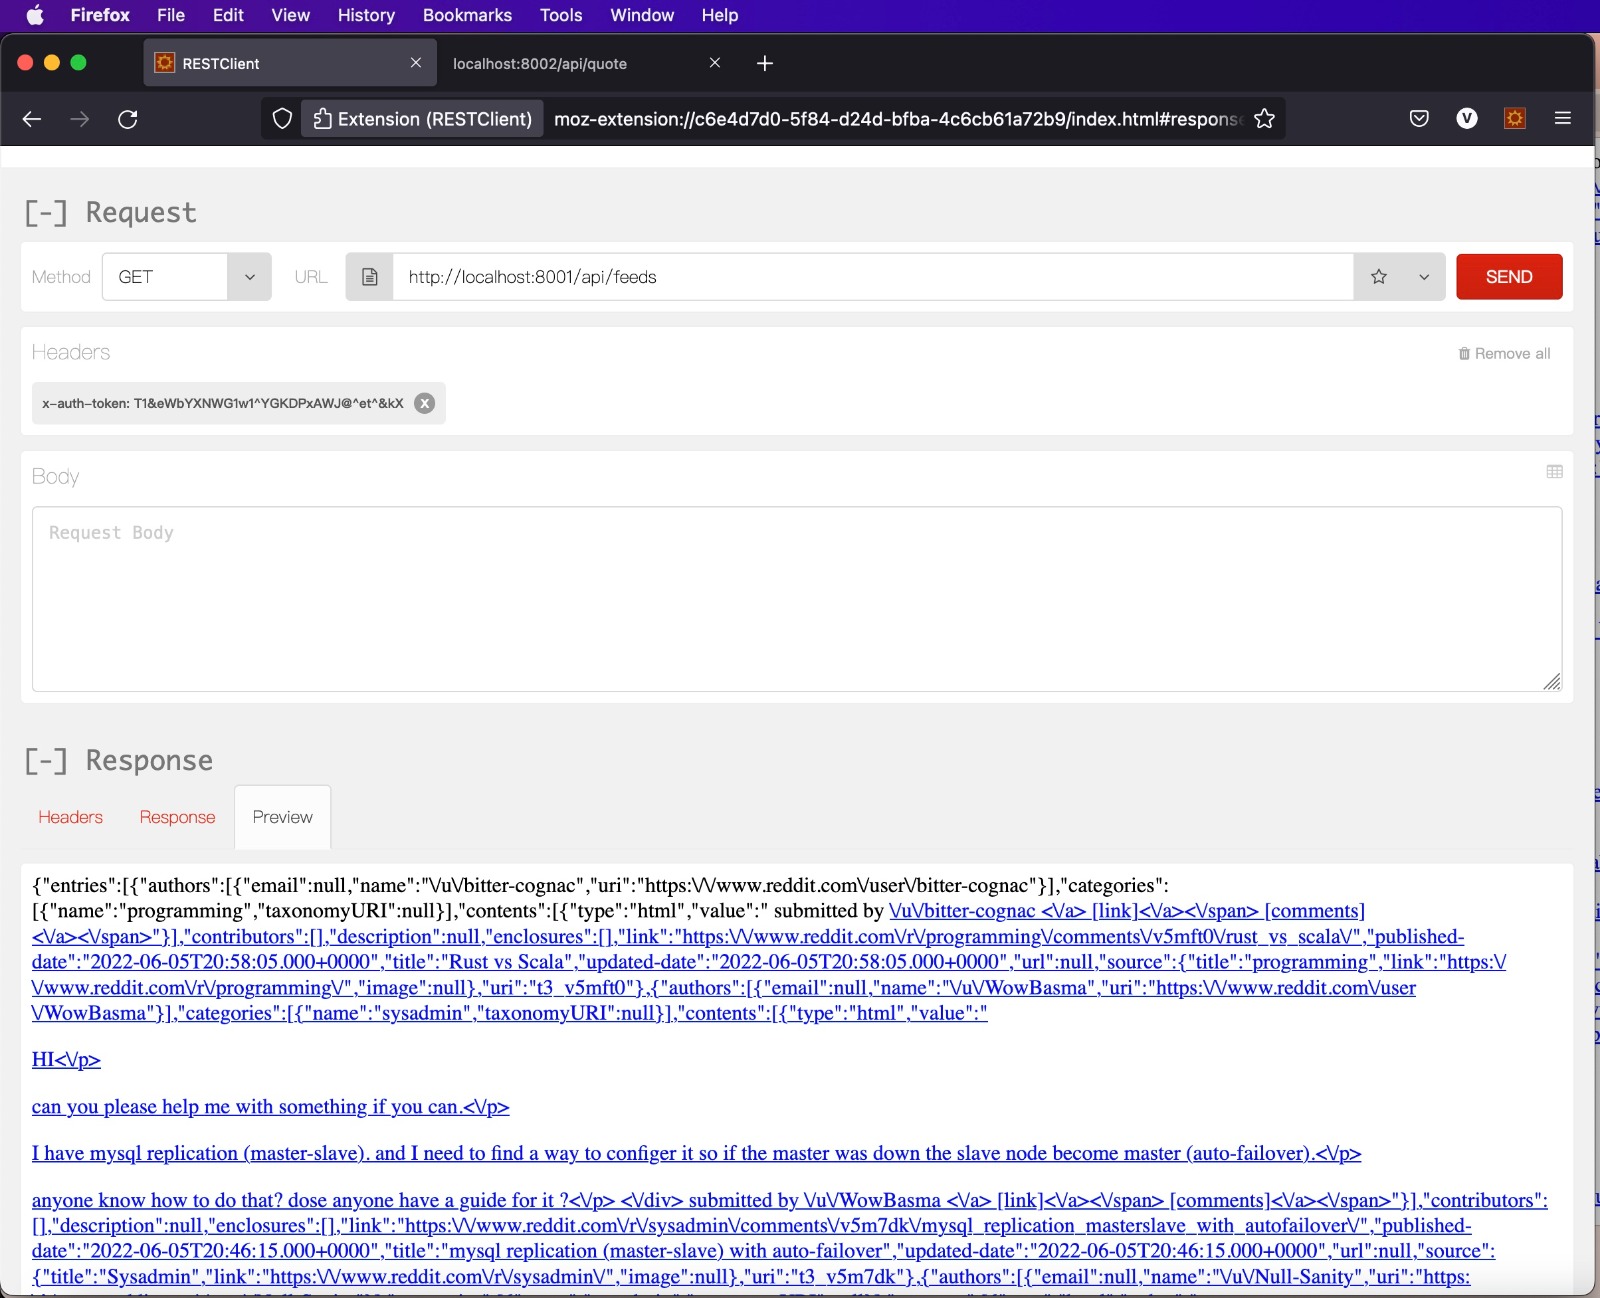 Firefox File Edit View History Bookmarks Tools Window Help
RESTClient
localhost:8002/api/quote
Extension (RESTClient) moz-extension://c6e4d7d0-5f84-d24d-bfba-4c6cb61a72b9/index.html#response
V
[-] Request
Method GET URL http://localhost:8001/api/feeds SEND
Headers Remove all
x-auth-token: T1&eWbYXNWG1w1^YGKDPxAWJ@^et^&kX x
Body
Request Body
[-] Response
Headers Response Preview
{"entries":[{"authors":[{"email":null,"name":"\/u\/bitter-cognac","uri":"https:\/\/www.reddit.com\/user\/bitter-cognac"}],"categories":
[{"name":"programming","taxonomyURI":null}],"contents":[{"type":"html","value":" submitted by \/u\/bitter-cognac <\/a> [link]<\/a><\/span> [comments]
<\/a><\/span>"}],"contributors":[],"description":null,"enclosures":[],"link":"https:\/\/www.reddit.com\/r\/programming\/comments\/v5mft0\/rust_vs_scala\/","published-
date":"2022-06-05T20:58:05.000+0000","title":"Rust vs Scala","updated-date":"2022-06-05T20:58:05.000+0000","url":null,"source":{"title":"programming","link":"https:\/
\/www.reddit.com\/r\/programming\/","image":null},"uri":"t3_v5mft0"},{"authors":[{"email":null,"name":"\/u\/WowBasma","uri":"https:\/\/www.reddit.com\/user
\/WowBasma"}],"categories":[{"name":"sysadmin","taxonomyURI":null}],"contents":[{"type":"html","value":"
HI<\/p>
can you please help me with something if you can.<\/p>
I have mysql replication (master-slave). and I need to find a way to configer it so if the master was down the slave node become master (auto-failover).<\/p>
anyone know how to do that? dose anyone have a guide for it ?<\/p> <\/div> submitted by \/u\/WowBasma <\/a> [link]<\/a><\/span> [comments]<\/a><\/span>"}],"contributors":
[],"description":null,"enclosures":[],"link":"https:\/\/www.reddit.com\/r\/sysadmin\/comments\/v5m7dk\/mysql_replication_masterslave_with_autofailover\/","published-
date":"2022-06-05T20:46:15.000+0000","title":"mysql replication (master-slave) with auto-failover","updated-date":"2022-06-05T20:46:15.000+0000","url":null,"source":
{"title":"Sysadmin","link":"https:\/\/www.reddit.com\/r\/sysadmin\/","image":null},"uri":"t3_v5m7dk"},{"authors":[{"email":null,"name":"\/u\/Null-Sanity","uri":"https: